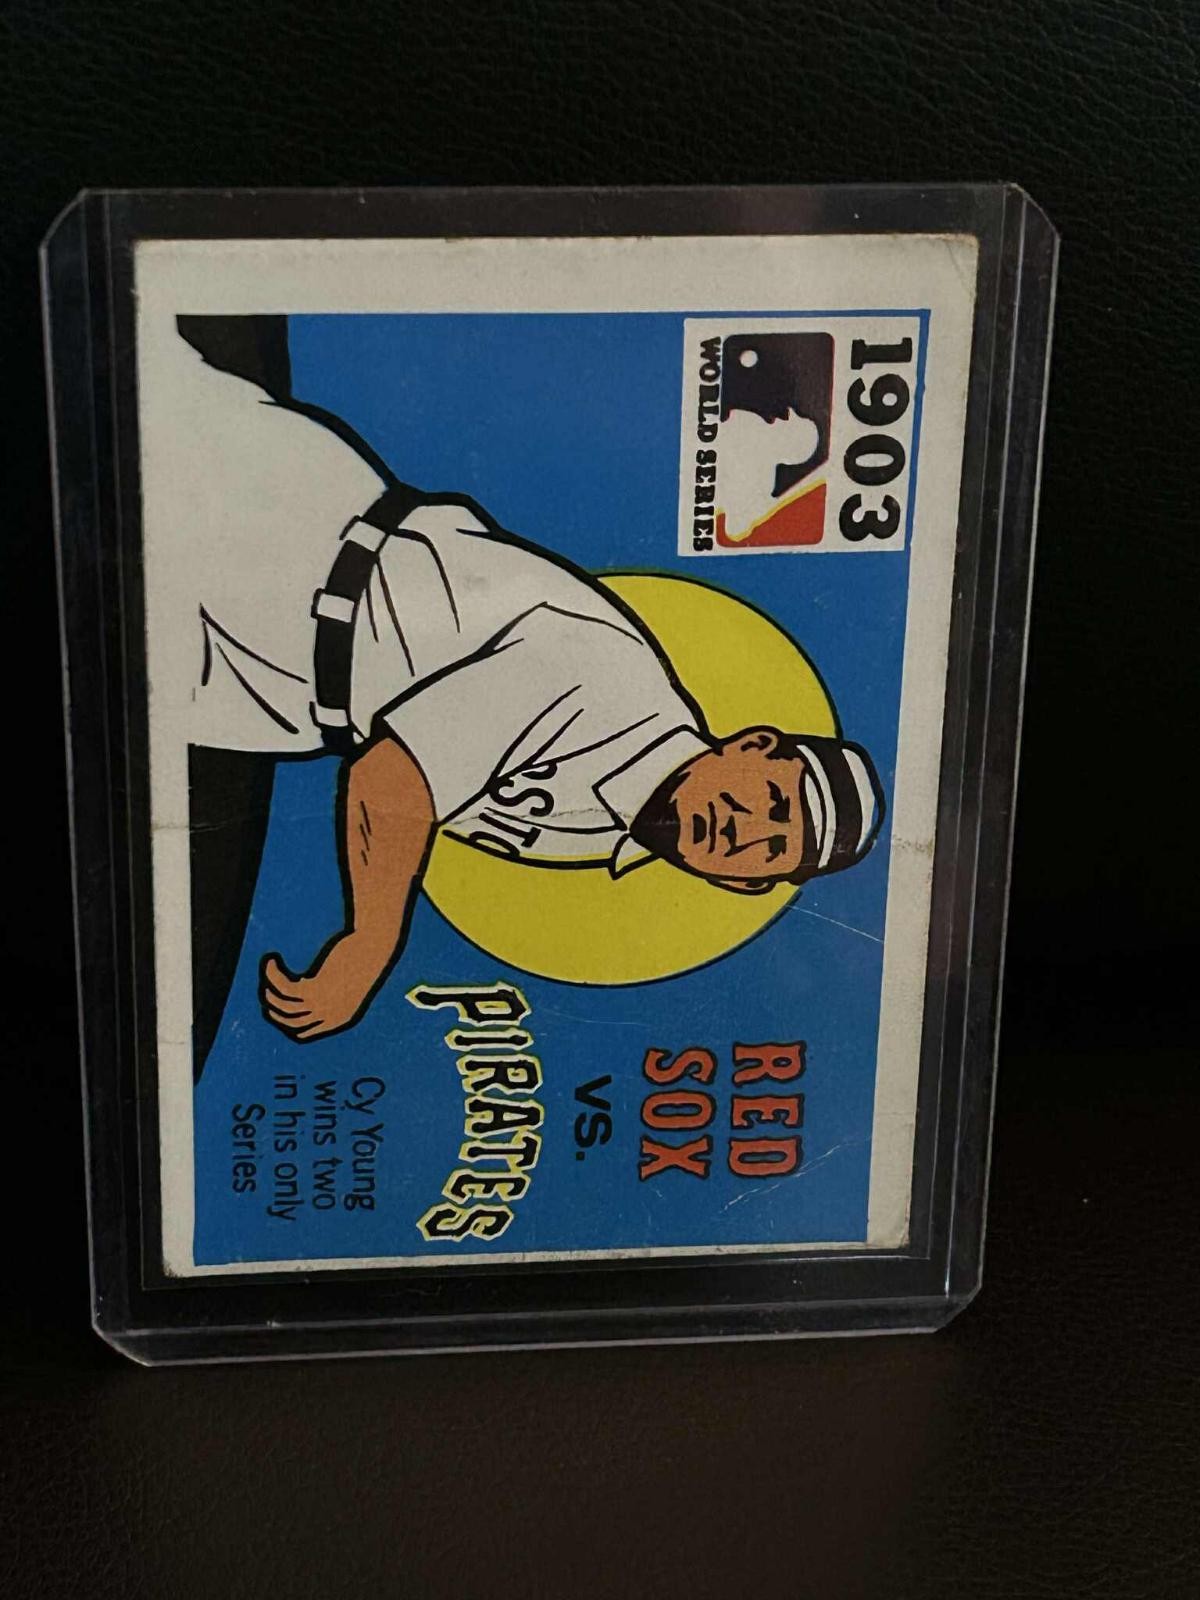 1903
WORLD SERIES
RED
SOX
VS.
PIRATES
Cy Young
wins two
in his only
Series